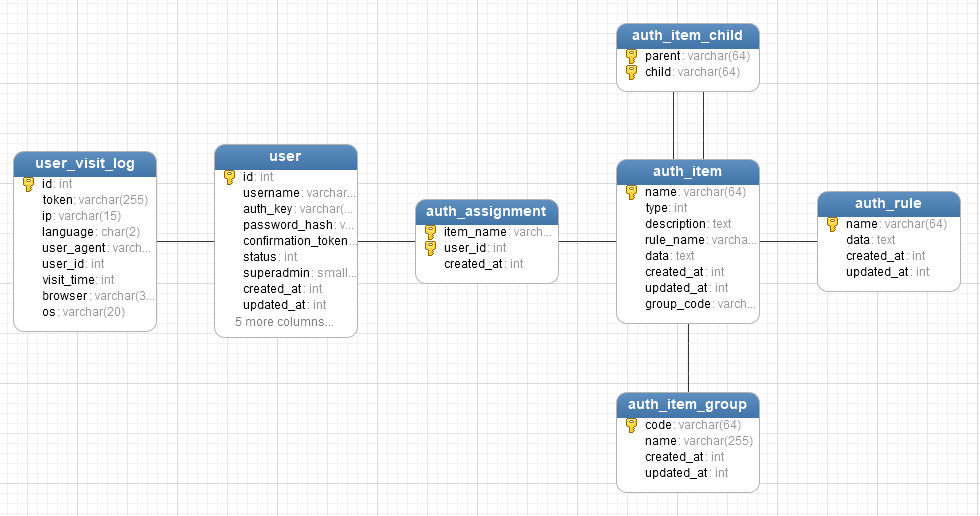 user_visit_log
id: int
token: varchar(255)
ip: varchar(15)
language: char(2)
user_agent: varch...
user_id: int
visit_time: int
browser: varchar(3...
os: varchar(20)
user
id: int
username: varchar...
auth_key: varchar(...
password_hash: v...
confirmation_token...
status: int
superadmin: small...
created_at: int
updated_at: int
5 more columns...
auth_assignment
item_name: varch...
user_id: int
created_at: int
auth_item_child
parent: varchar(64)
child: varchar(64)
auth_item
name: varchar(64)
type: int
description: text
rule_name: varcha...
data: text
created_at: int
updated_at: int
group_code: varch...
auth_item_group
code: varchar(64)
name: varchar(255)
created_at: int
updated_at: int
auth_rule
name: varchar(64)
data: text
created_at: int
updated_at: int